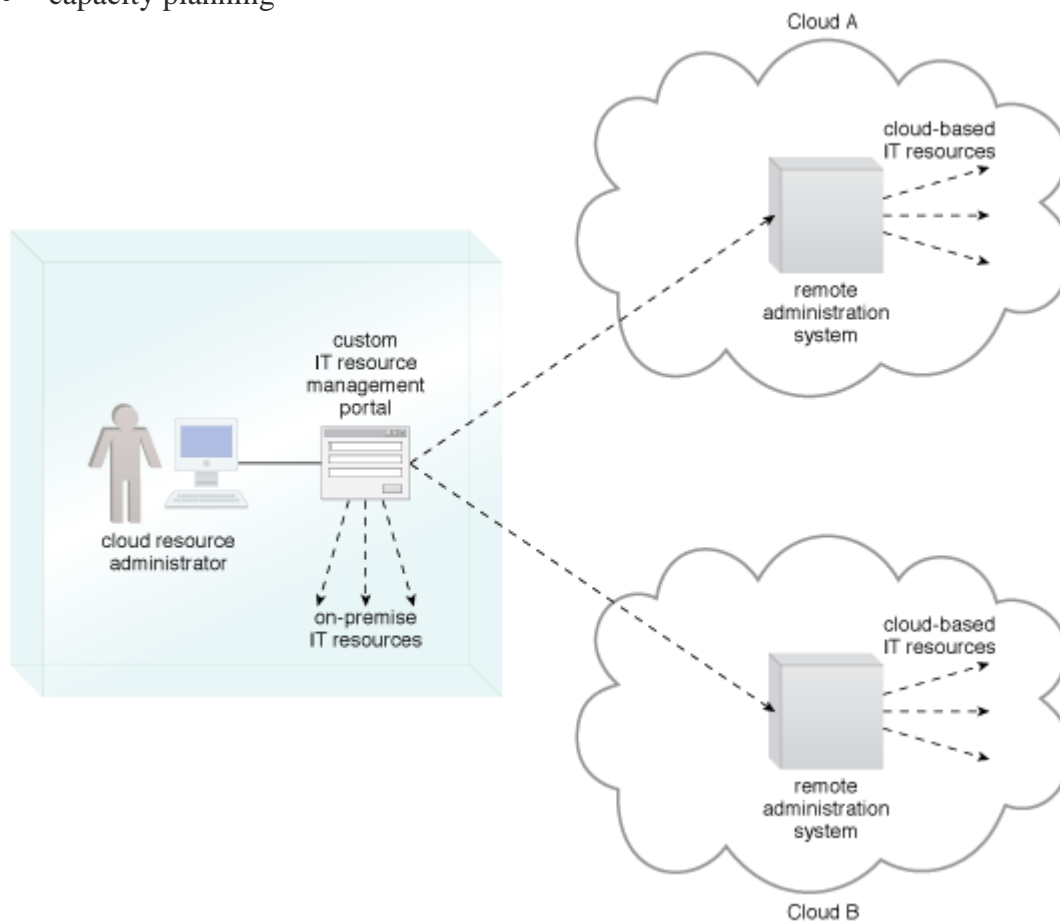 capacity planning
Cloud A
cloud-based
IT resources
remote
administration
system
custom
IT resource
management
portal
cloud resource
administrator
on-premise
IT resources
cloud-based
IT resources
remote
administration
system
Cloud B